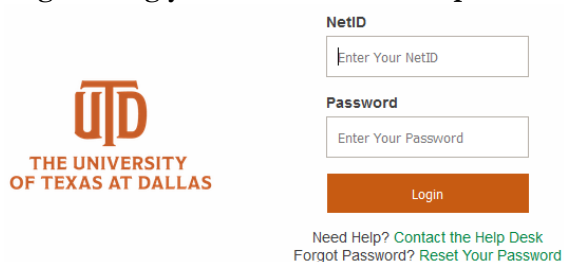 NetID
Enter Your NetID
Password
Enter Your Password
Login
UTD
THE UNIVERSITY
OF TEXAS AT DALLAS
Need Help? Contact the Help Desk
Forgot Password? Reset Your Password